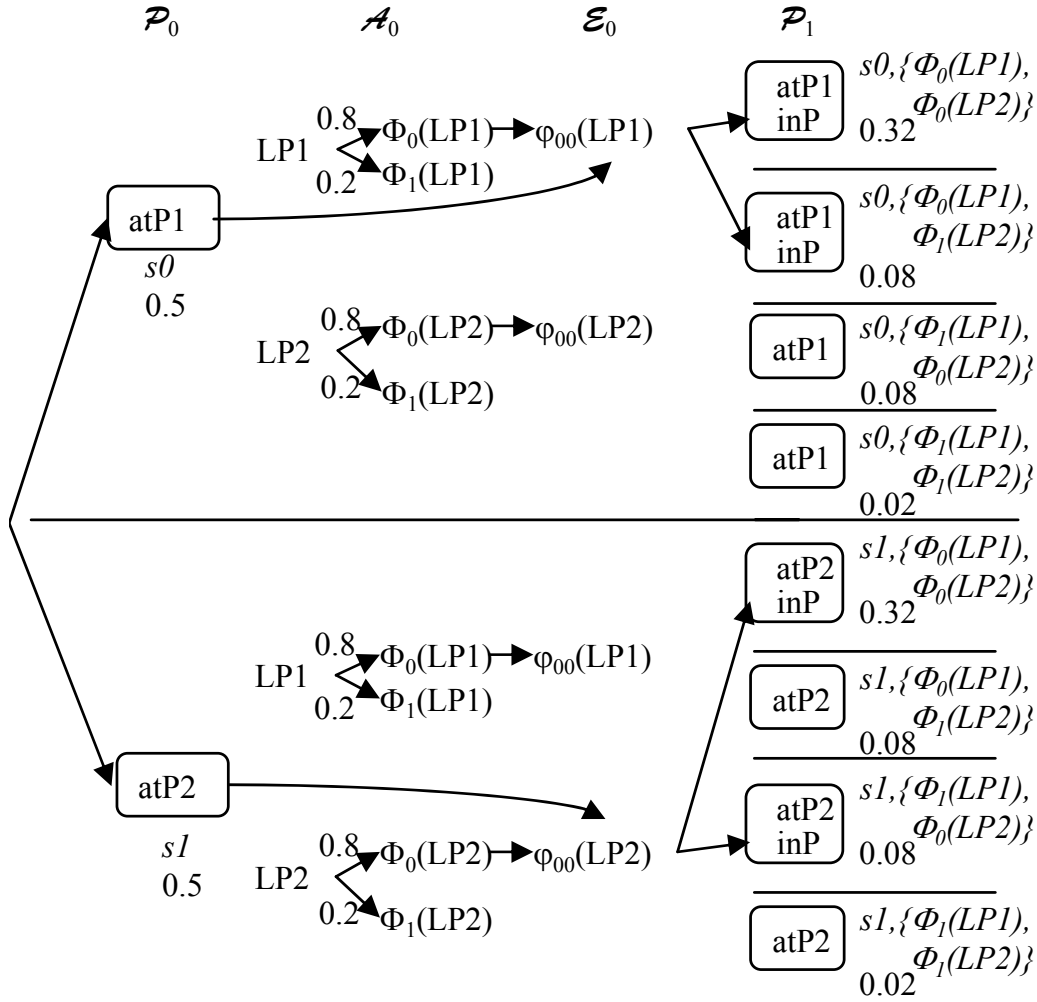 𝓟₀ 𝓐₀ 𝓔₀ 𝓟₁
atP1
s0
0.5
LP1
0.8
0.2
Φ₀(LP1)
Φ₁(LP1)
φ₀₀(LP1)
LP2
0.8
0.2
Φ₀(LP2)
Φ₁(LP2)
φ₀₀(LP2)
atP1
inP
s0,{Φ₀(LP1),
Φ₀(LP2)}
0.32
atP1
inP
s0,{Φ₀(LP1),
Φ₁(LP2)}
0.08
atP1
s0,{Φ₁(LP1),
Φ₀(LP2)}
0.08
atP1
s0,{Φ₁(LP1),
Φ₁(LP2)}
0.02
atP2
s1
0.5
LP1
0.8
0.2
Φ₀(LP1)
Φ₁(LP1)
φ₀₀(LP1)
LP2
0.8
0.2
Φ₀(LP2)
Φ₁(LP2)
φ₀₀(LP2)
atP2
inP
s1,{Φ₀(LP1),
Φ₀(LP2)}
0.32
atP2
s1,{Φ₀(LP1),
Φ₁(LP2)}
0.08
atP2
inP
s1,{Φ₁(LP1),
Φ₀(LP2)}
0.08
atP2
s1,{Φ₁(LP1),
Φ₁(LP2)}
0.02